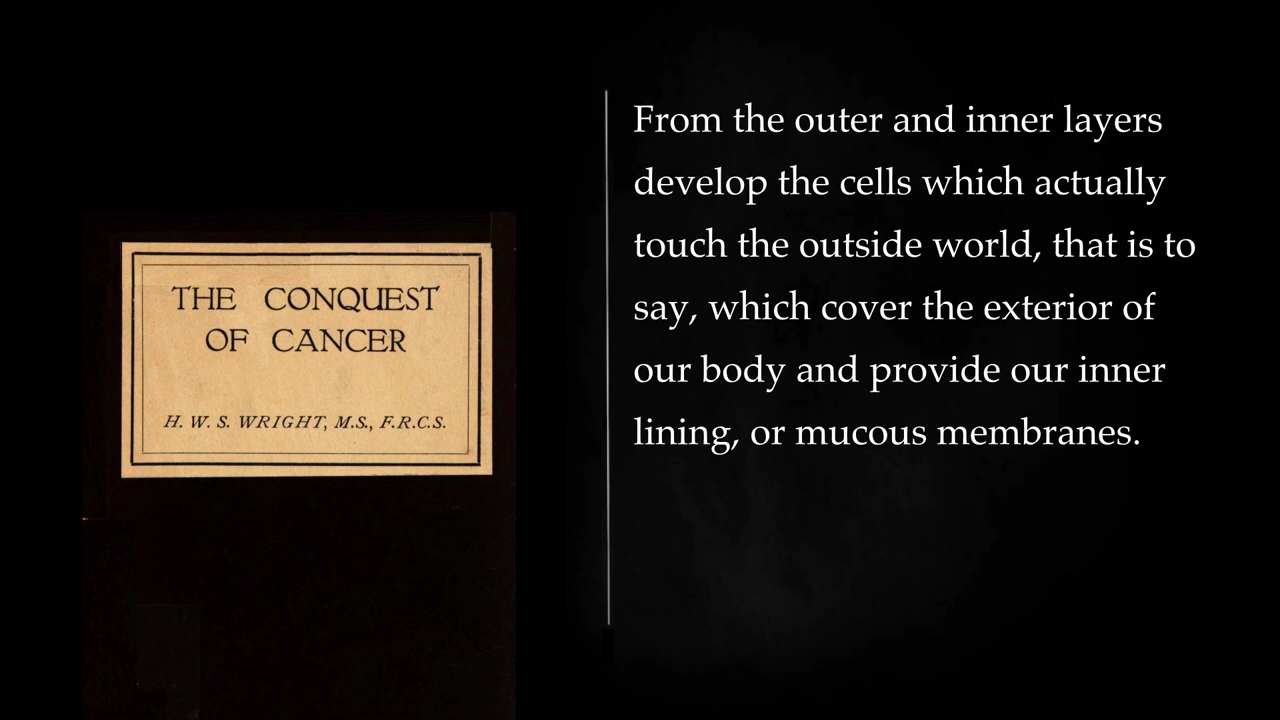 THE CONQUEST
OF CANCER
H. W. S. WRIGHT, M.S., F.R.C.S.
From the outer and inner layers
develop the cells which actually
touch the outside world, that is to
say, which cover the exterior of
our body and provide our inner
lining, or mucous membranes.